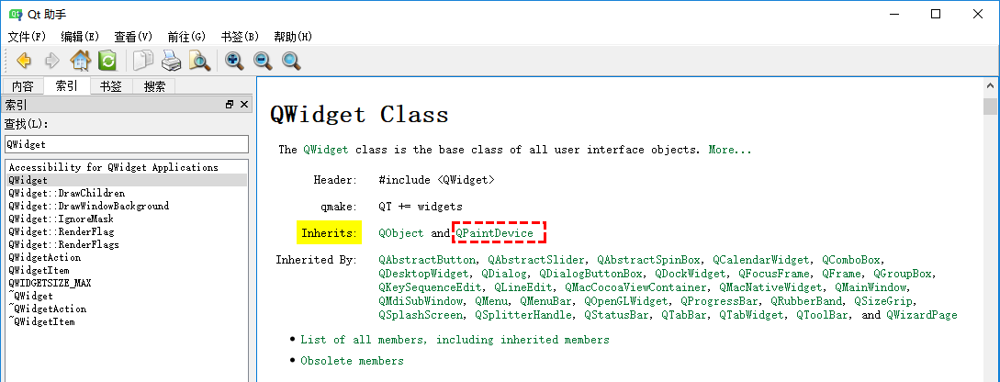 Qt 助手
文件(F) 编辑(E) 查看(V) 前往(G) 书签(B) 帮助(H)
内容 索引 书签 搜索
索引
查找(L):
QWidget
Accessibility for QWidget Applications
QWidget
QWidget::DrawChildren
QWidget::DrawWindowBackground
QWidget::IgnoreMask
QWidget::RenderFlag
QWidget::RenderFlags
QWidgetAction
QWidgetItem
QWIDGETSIZE_MAX
~QWidget
~QWidgetAction
~QWidgetItem
QWidget Class
The QWidget class is the base class of all user interface objects. More...
Header: #include <QWidget>
qmake: QT += widgets
Inherits: QObject and QPaintDevice
Inherited By: QAbstractButton, QAbstractSlider, QAbstractSpinBox, QCalendarWidget, QComboBox,
QDesktopWidget, QDialog, QDialogButtonBox, QDockWidget, QFocusFrame, QFrame, QGroupBox,
QKeySequenceEdit, QLineEdit, QMacCocoaViewContainer, QMacNativeWidget, QMainWindow,
QMdiSubWindow, QMenu, QMenuBar, QOpenGLWidget, QProgressBar, QRubberBand, QSizeGrip,
QSplashScreen, QSplitterHandle, QStatusBar, QTabBar, QTabWidget, QToolBar, and QWizardPage
• List of all members, including inherited members
• Obsolete members